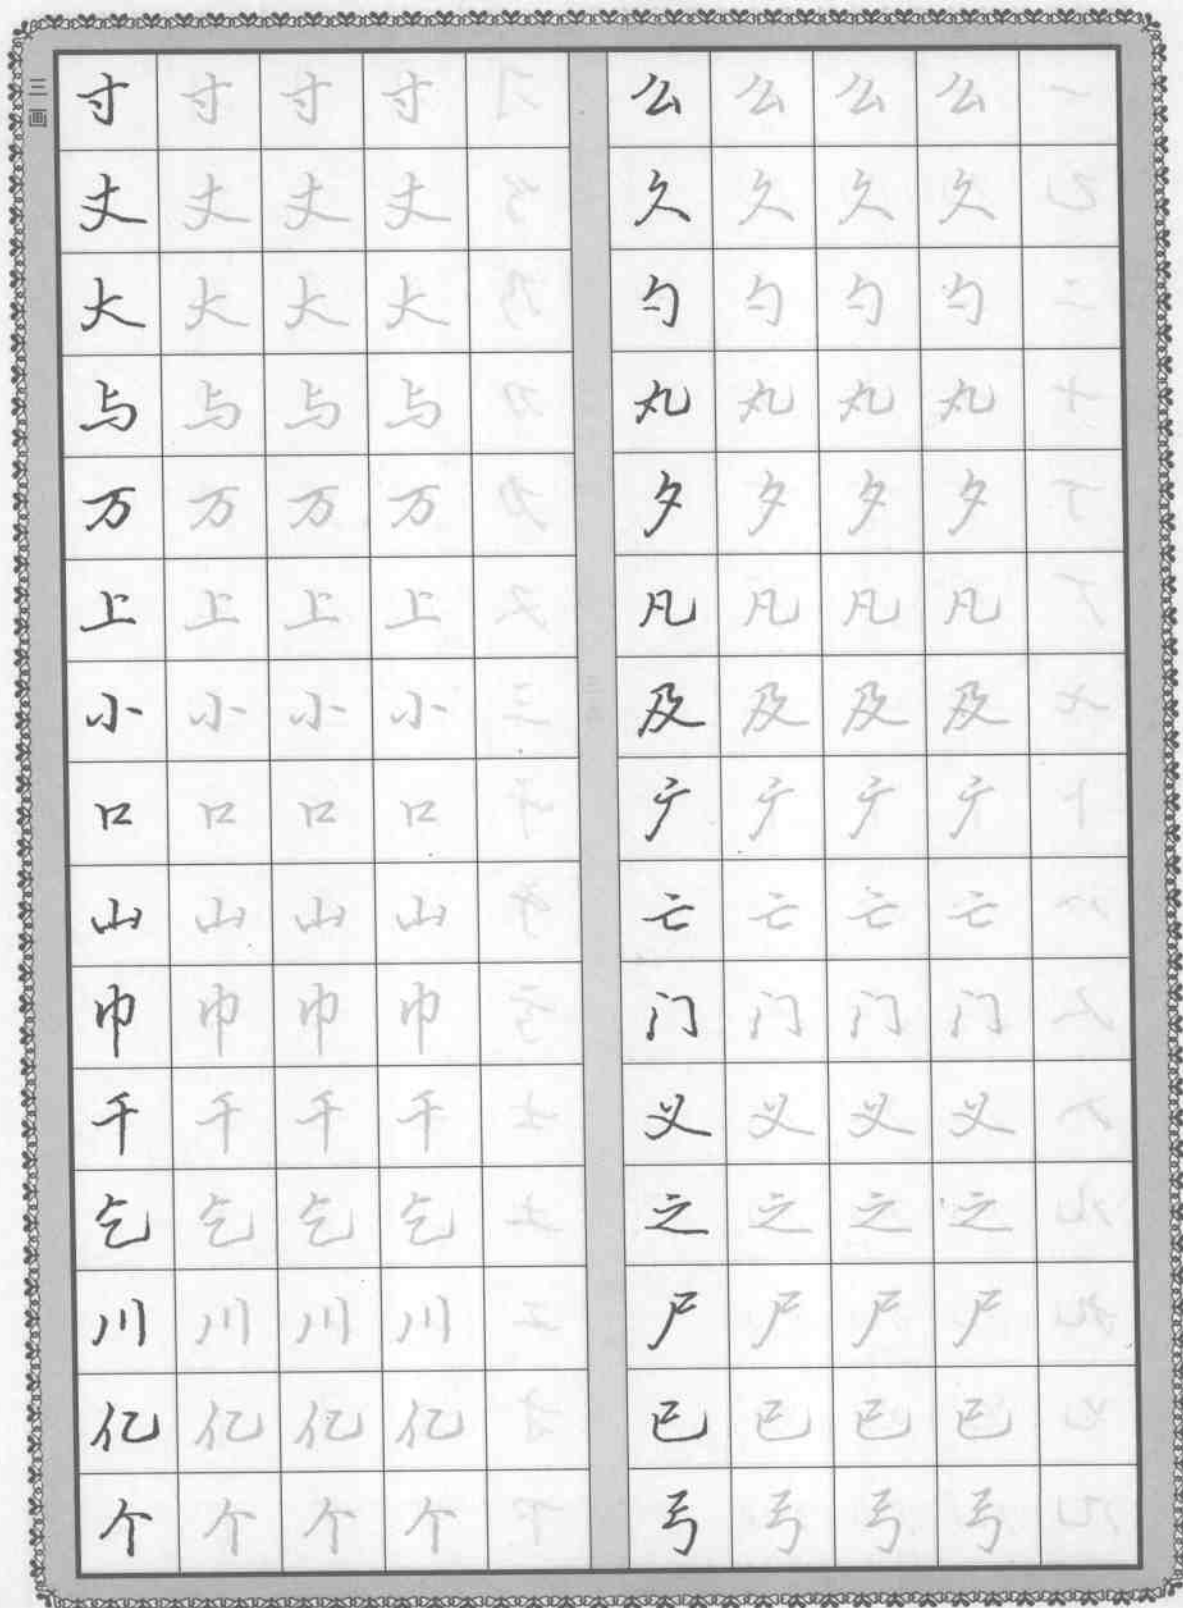 三画
寸 寸 寸 寸 么 么 么 么
丈 丈 丈 丈 久 久 久 久
大 大 大 大 勺 勺 勺 勺
与 与 与 与 丸 丸 丸 丸
万 万 万 万 夕 夕 夕 夕
上 上 上 上 凡 凡 凡 凡
小 小 小 小 及 及 及 及
口 口 口 口 广 广 广 广
山 山 山 山 亡 亡 亡 亡
巾 巾 巾 巾 门 门 门 门
千 千 千 千 义 义 义 义
乞 乞 乞 乞 之 之 之 之
川 川 川 川 尸 尸 尸 尸
亿 亿 亿 亿 已 已 已 已
个 个 个 个 弓 弓 弓 弓